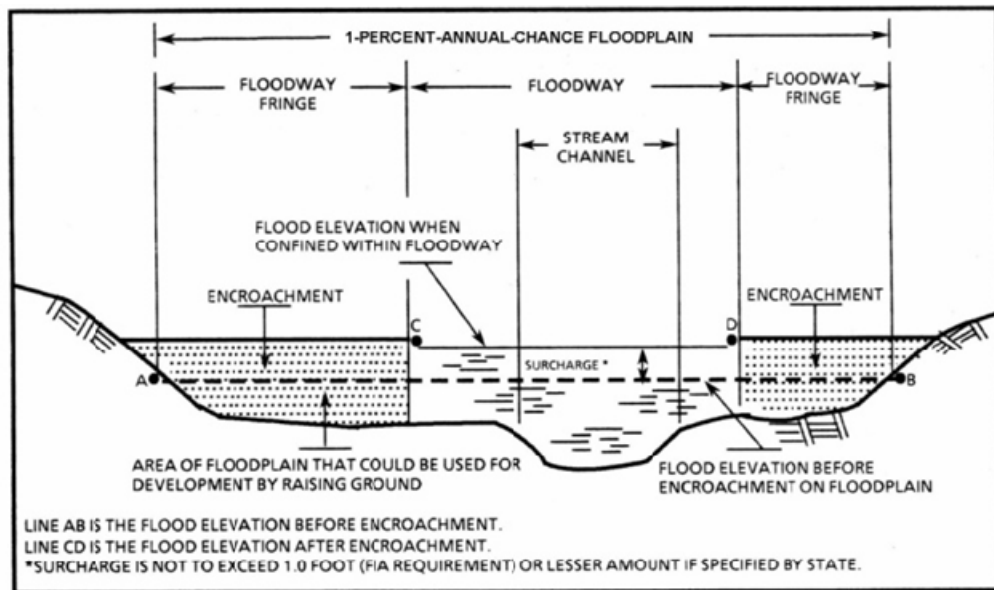 1-PERCENT-ANNUAL-CHANCE FLOODPLAIN
FLOODWAY
FRINGE
FLOODWAY
FLOODWAY
FRINGE
STREAM
CHANNEL
FLOOD ELEVATION WHEN
CONFINED WITHIN FLOODWAY
ENCROACHMENT
ENCROACHMENT
C
D
SURCHARGE *
A
B
AREA OF FLOODPLAIN THAT COULD BE USED FOR
DEVELOPMENT BY RAISING GROUND
FLOOD ELEVATION BEFORE
ENCROACHMENT ON FLOODPLAIN
LINE AB IS THE FLOOD ELEVATION BEFORE ENCROACHMENT.
LINE CD IS THE FLOOD ELEVATION AFTER ENCROACHMENT.
*SURCHARGE IS NOT TO EXCEED 1.0 FOOT (FIA REQUIREMENT) OR LESSER AMOUNT IF SPECIFIED BY STATE.